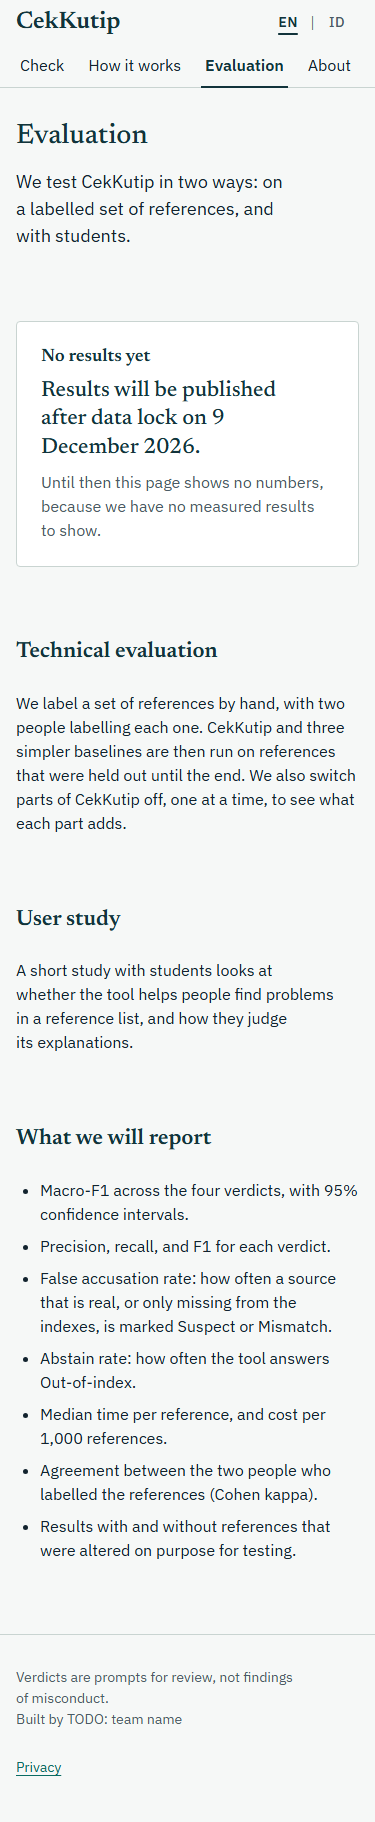 CekKutip
EN | ID
Check How it works Evaluation About
Evaluation
We test CekKutip in two ways: on
a labelled set of references, and
with students.
No results yet
Results will be published
after data lock on 9
December 2026.
Until then this page shows no numbers,
because we have no measured results
to show.
Technical evaluation
We label a set of references by hand, with two
people labelling each one. CekKutip and three
simpler baselines are then run on references
that were held out until the end. We also switch
parts of CekKutip off, one at a time, to see what
each part adds.
User study
A short study with students looks at
whether the tool helps people find problems
in a reference list, and how they judge
its explanations.
What we will report
• Macro-F1 across the four verdicts, with 95%
confidence intervals.
• Precision, recall, and F1 for each verdict.
• False accusation rate: how often a source
that is real, or only missing from the
indexes, is marked Suspect or Mismatch.
• Abstain rate: how often the tool answers
Out-of-index.
• Median time per reference, and cost per
1,000 references.
• Agreement between the two people who
labelled the references (Cohen kappa).
• Results with and without references that
were altered on purpose for testing.
Verdicts are prompts for review, not findings
of misconduct.
Built by TODO: team name
Privacy